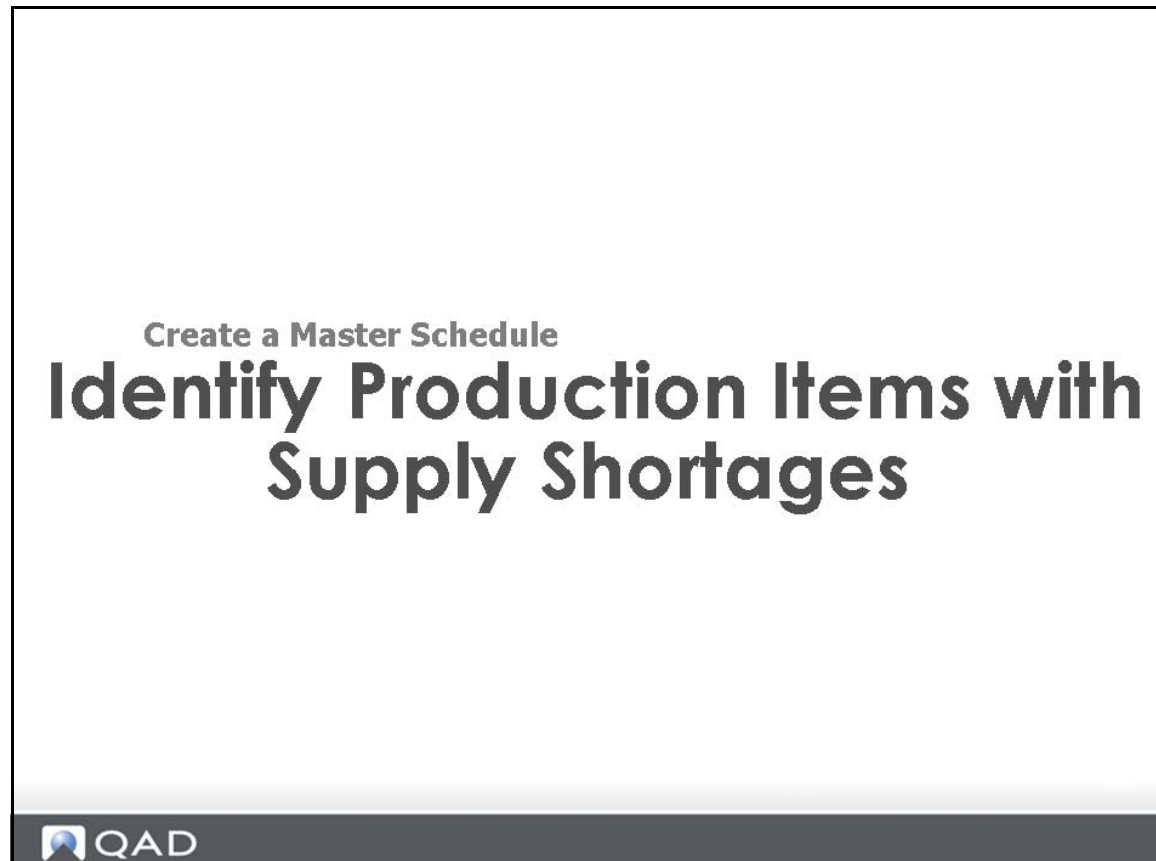 Create a Master Schedule
Identify Production Items with
Supply Shortages
QAD